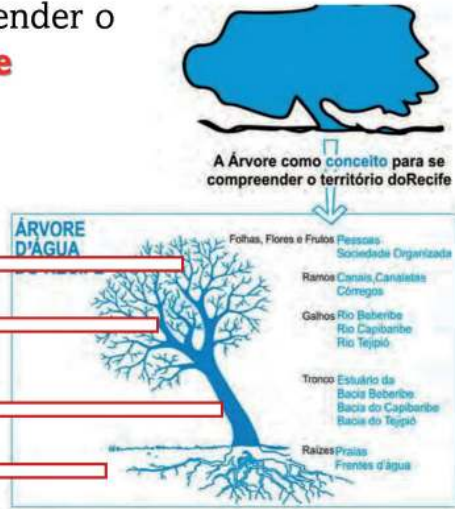 ender o
e
A Árvore como conceito para se
compreender o território doRecife
ÁRVORE
D'ÁGUA
DO RECIFE
Folhas, Flores e Frutos Pessoas
Sociedade Organizada
Ramos Canais, Canaletas
Córregos
Galhos Rio Beberibe
Rio Capibaribe
Rio Tejipió
Tronco Estuário da
Bacia Beberibe
Bacia do Capibaribe
Bacia do Tejipió
Raízes Praias
Frentes d'água